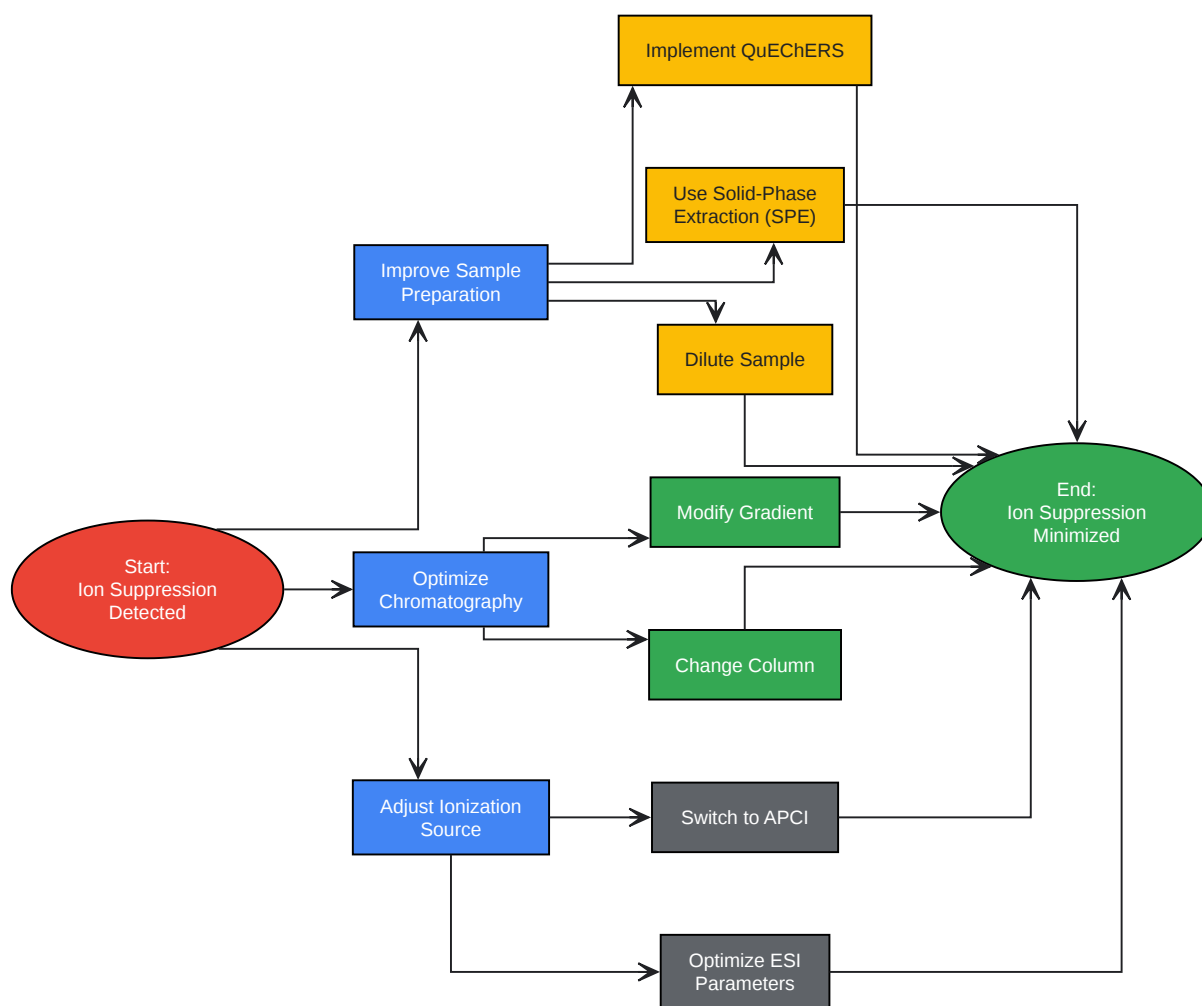 Implement QuEChERS
Use Solid-Phase
Extraction (SPE)
Improve Sample
Preparation
Dilute Sample
End:
Ion Suppression
Minimized
Modify Gradient
Start:
Ion Suppression
Detected
Optimize
Chromatography
Change Column
Adjust Ionization
Source
Switch to APCI
Optimize ESI
Parameters